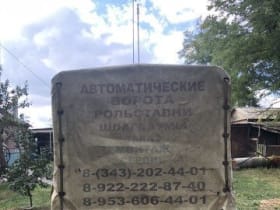 АВТОМАТИЧЕСКИЕ
ВОРОТА
РОЛЬСТАВНИ
ШЛАГБАУМЫ
МОНТАЖ
8-(343)-202-44-01
8-922-222-87-40
8-953-606-44-01